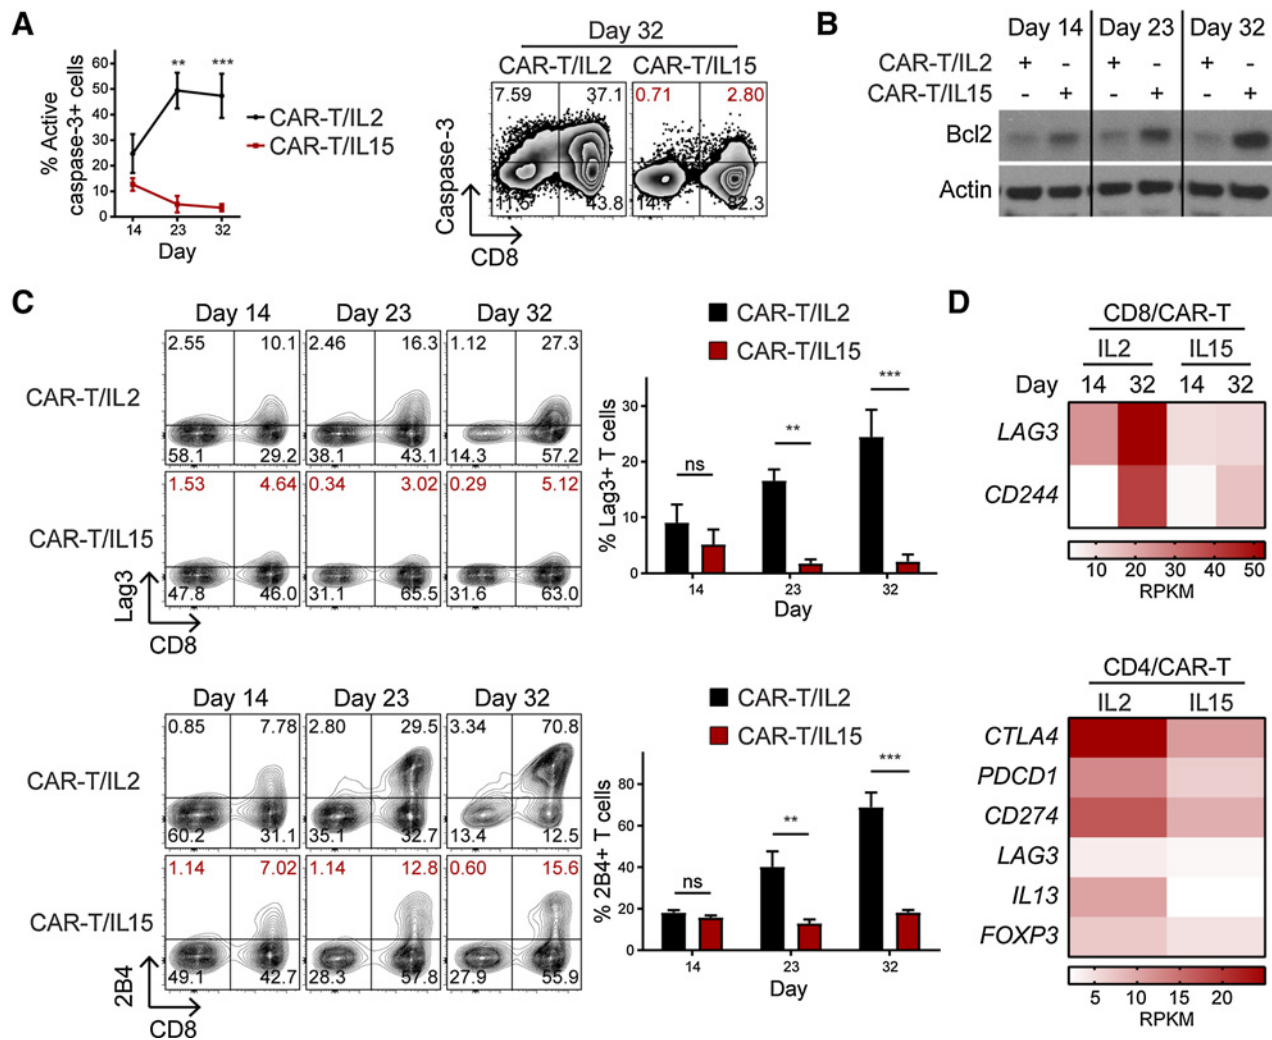 A
% Active
caspase-3+ cells
60
50
40
30
20
10
0
14 23 32
Day
** ***
CAR-T/IL2
CAR-T/IL15
Day 32
CAR-T/IL2 CAR-T/IL15
7.59 37.1 0.71 2.80
43.8
Caspase-3
CD8
B
Day 14 Day 23 Day 32
CAR-T/IL2 + - + - + -
CAR-T/IL15 - + - + - +
Bcl2
Actin
C
Day 14 Day 23 Day 32
CAR-T/IL2
2.55 10.1 2.46 16.3 1.12 27.3
58.1 29.2 38.1 43.1 14.3 57.2
CAR-T/IL15
1.53 4.64 0.34 3.02 0.29 5.12
47.8 46.0 31.1 65.5 31.6 63.0
Lag3
CD8
CAR-T/IL2
CAR-T/IL15
% Lag3+ T cells
30
20
10
0
ns ** ***
14 23 32
Day
Day 14 Day 23 Day 32
CAR-T/IL2
0.85 7.78 2.80 29.5 3.34 70.8
60.2 31.1 35.1 32.7 13.4 12.5
CAR-T/IL15
1.14 7.02 1.14 12.8 0.60 15.6
49.1 42.7 28.3 57.8 27.9 55.9
2B4
CD8
CAR-T/IL2
CAR-T/IL15
% 2B4+ T cells
80
60
40
20
0
ns ** ***
14 23 32
Day
D
CD8/CAR-T
IL2 IL15
Day 14 32 14 32
LAG3
CD244
10 20 30 40 50
RPKM
CD4/CAR-T
IL2 IL15
CTLA4
PDCD1
CD274
LAG3
IL13
FOXP3
5 10 15 20
RPKM